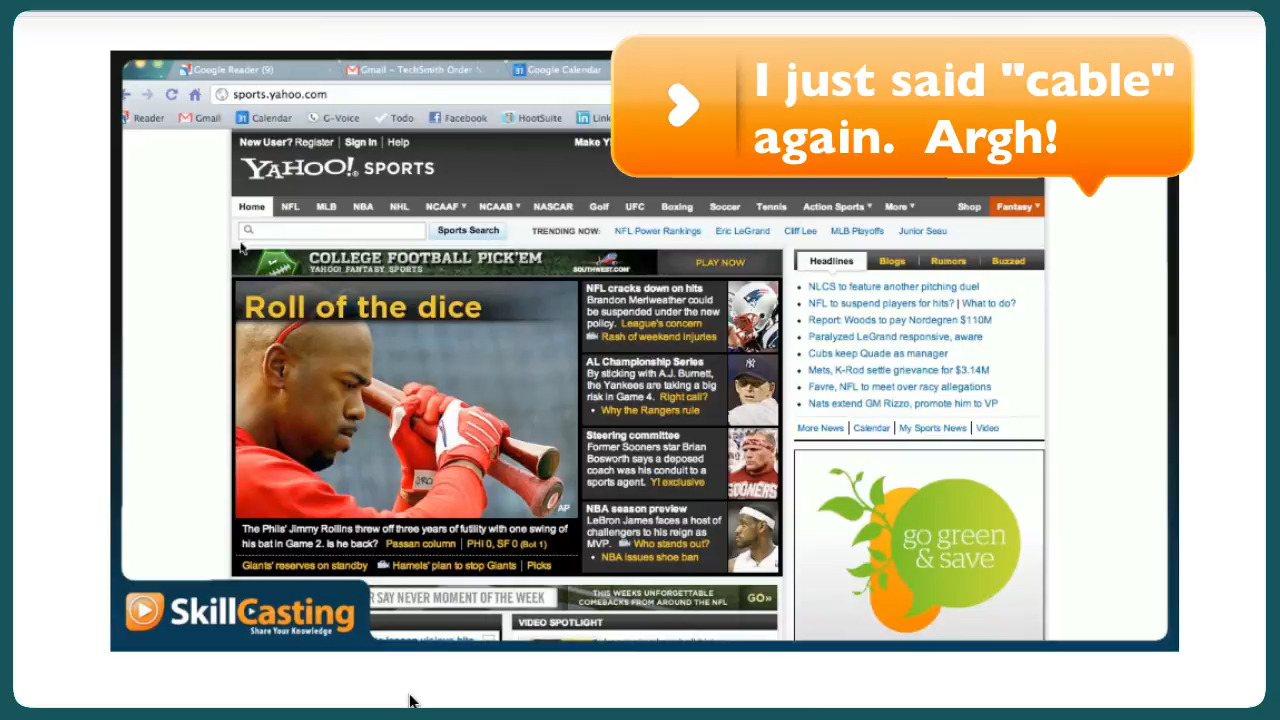 I just said "cable"
again. Argh!
Google Reader (9)
Gmail – TechSmith Order
Google Calendar
sports.yahoo.com
Reader
Gmail
Calendar
G-Voice
Todo
Facebook
HootSuite
Link
New User? Register | Sign In | Help
Make Y!
YAHOO! SPORTS
Home NFL MLB NBA NHL NCAAF NCAAB NASCAR Golf UFC Boxing Soccer Tennis Action Sports More Shop Fantasy
Sports Search
TRENDING NOW: NFL Power Rankings Eric LeGrand Cliff Lee MLB Playoffs Junior Seau
COLLEGE FOOTBALL PICK'EM
YAHOO! FANTASY SPORTS
SOUTHWEST.COM
PLAY NOW
Roll of the dice
AP
The Phils' Jimmy Rollins threw off three years of futility with one swing of
his bat in Game 2. Is he back? Passan column | PHI 0, SF 0 (Bot 1)
Giants' reserves on standby Hamels' plan to stop Giants | Picks
NFL cracks down on hits
Brandon Meriweather could
be suspended under the new
policy. League's concern
Rash of weekend injuries
AL Championship Series
By sticking with A.J. Burnett,
the Yankees are taking a big
risk in Game 4. Right call?
• Why the Rangers rule
Steering committee
Former Sooners star Brian
Bosworth says a deposed
coach was his conduit to a
sports agent. Y! exclusive
SOONERS
NBA season preview
LeBron James faces a host of
challengers to his reign as
MVP. Who stands out?
• NBA issues shoe ban
Headlines Blogs Rumors Buzzed
• NLCS to feature another pitching duel
• NFL to suspend players for hits? | What to do?
• Report: Woods to pay Nordegren $110M
• Paralyzed LeGrand responsive, aware
• Cubs keep Quade as manager
• Mets, K-Rod settle grievance for $3.14M
• Favre, NFL to meet over racy allegations
• Nats extend GM Rizzo, promote him to VP
More News | Calendar | My Sports News | Video
go green
& save
SAY NEVER MOMENT OF THE WEEK
THIS WEEKS UNFORGETTABLE
COMEBACKS FROM AROUND THE NFL
GO»
VIDEO SPOTLIGHT
SkillCasting
Share Your Knowledge